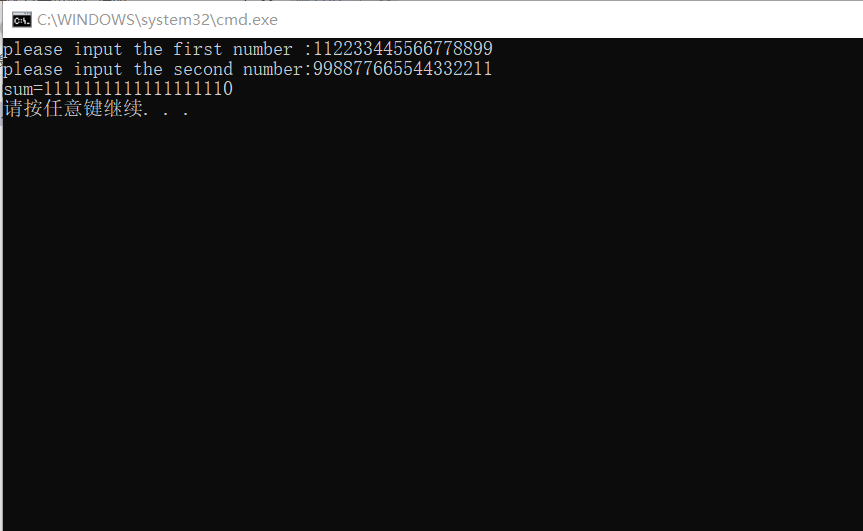 C:\WINDOWS\system32\cmd.exe
please input the first number :112233445566778899
please input the second number:998877665544332211
sum=1111111111111111110
请按任意键继续. . .